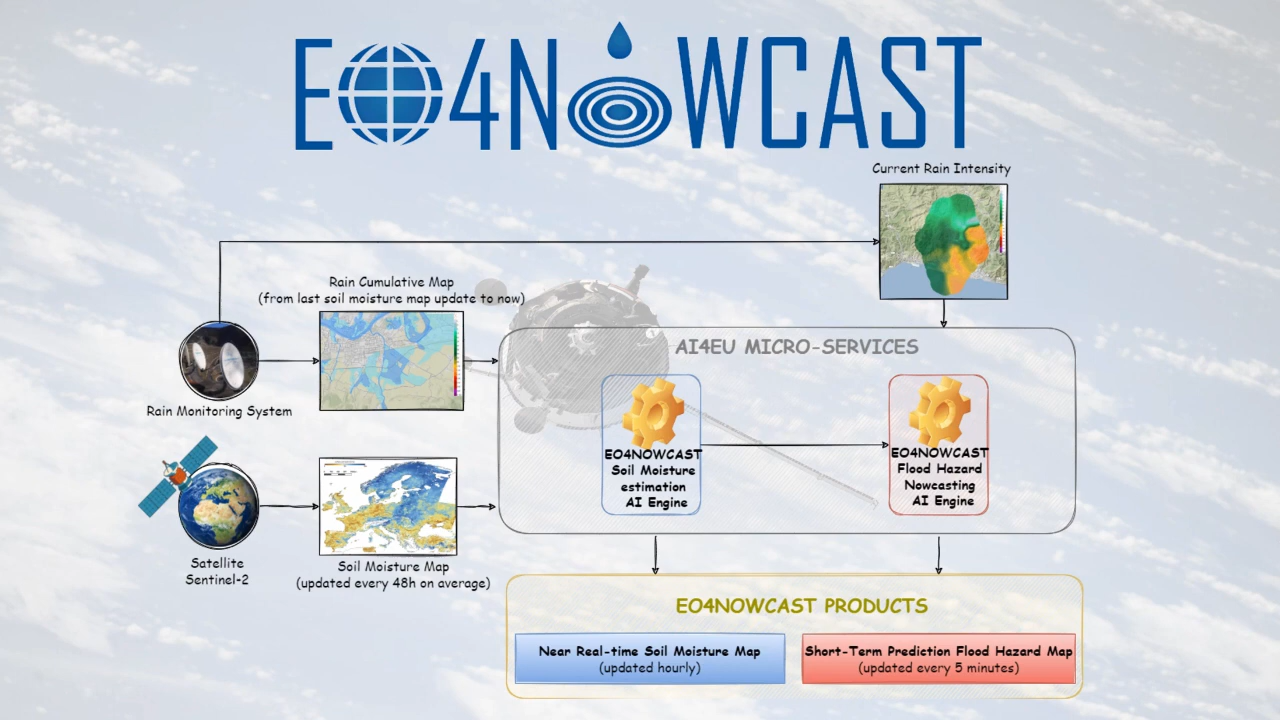 EO4NOWCAST
Current Rain Intensity
Rain Cumulative Map
(from last soil moisture map update to now)
AI4EU MICRO-SERVICES
Rain Monitoring System
EO4NOWCAST
Soil Moisture
estimation
AI Engine
EO4NOWCAST
Flood Hazard
Nowcasting
AI Engine
Satellite
Sentinel-2
Soil Moisture Map
(updated every 48h on average)
EO4NOWCAST PRODUCTS
Near Real-time Soil Moisture Map
(updated hourly)
Short-Term Prediction Flood Hazard Map
(updated every 5 minutes)